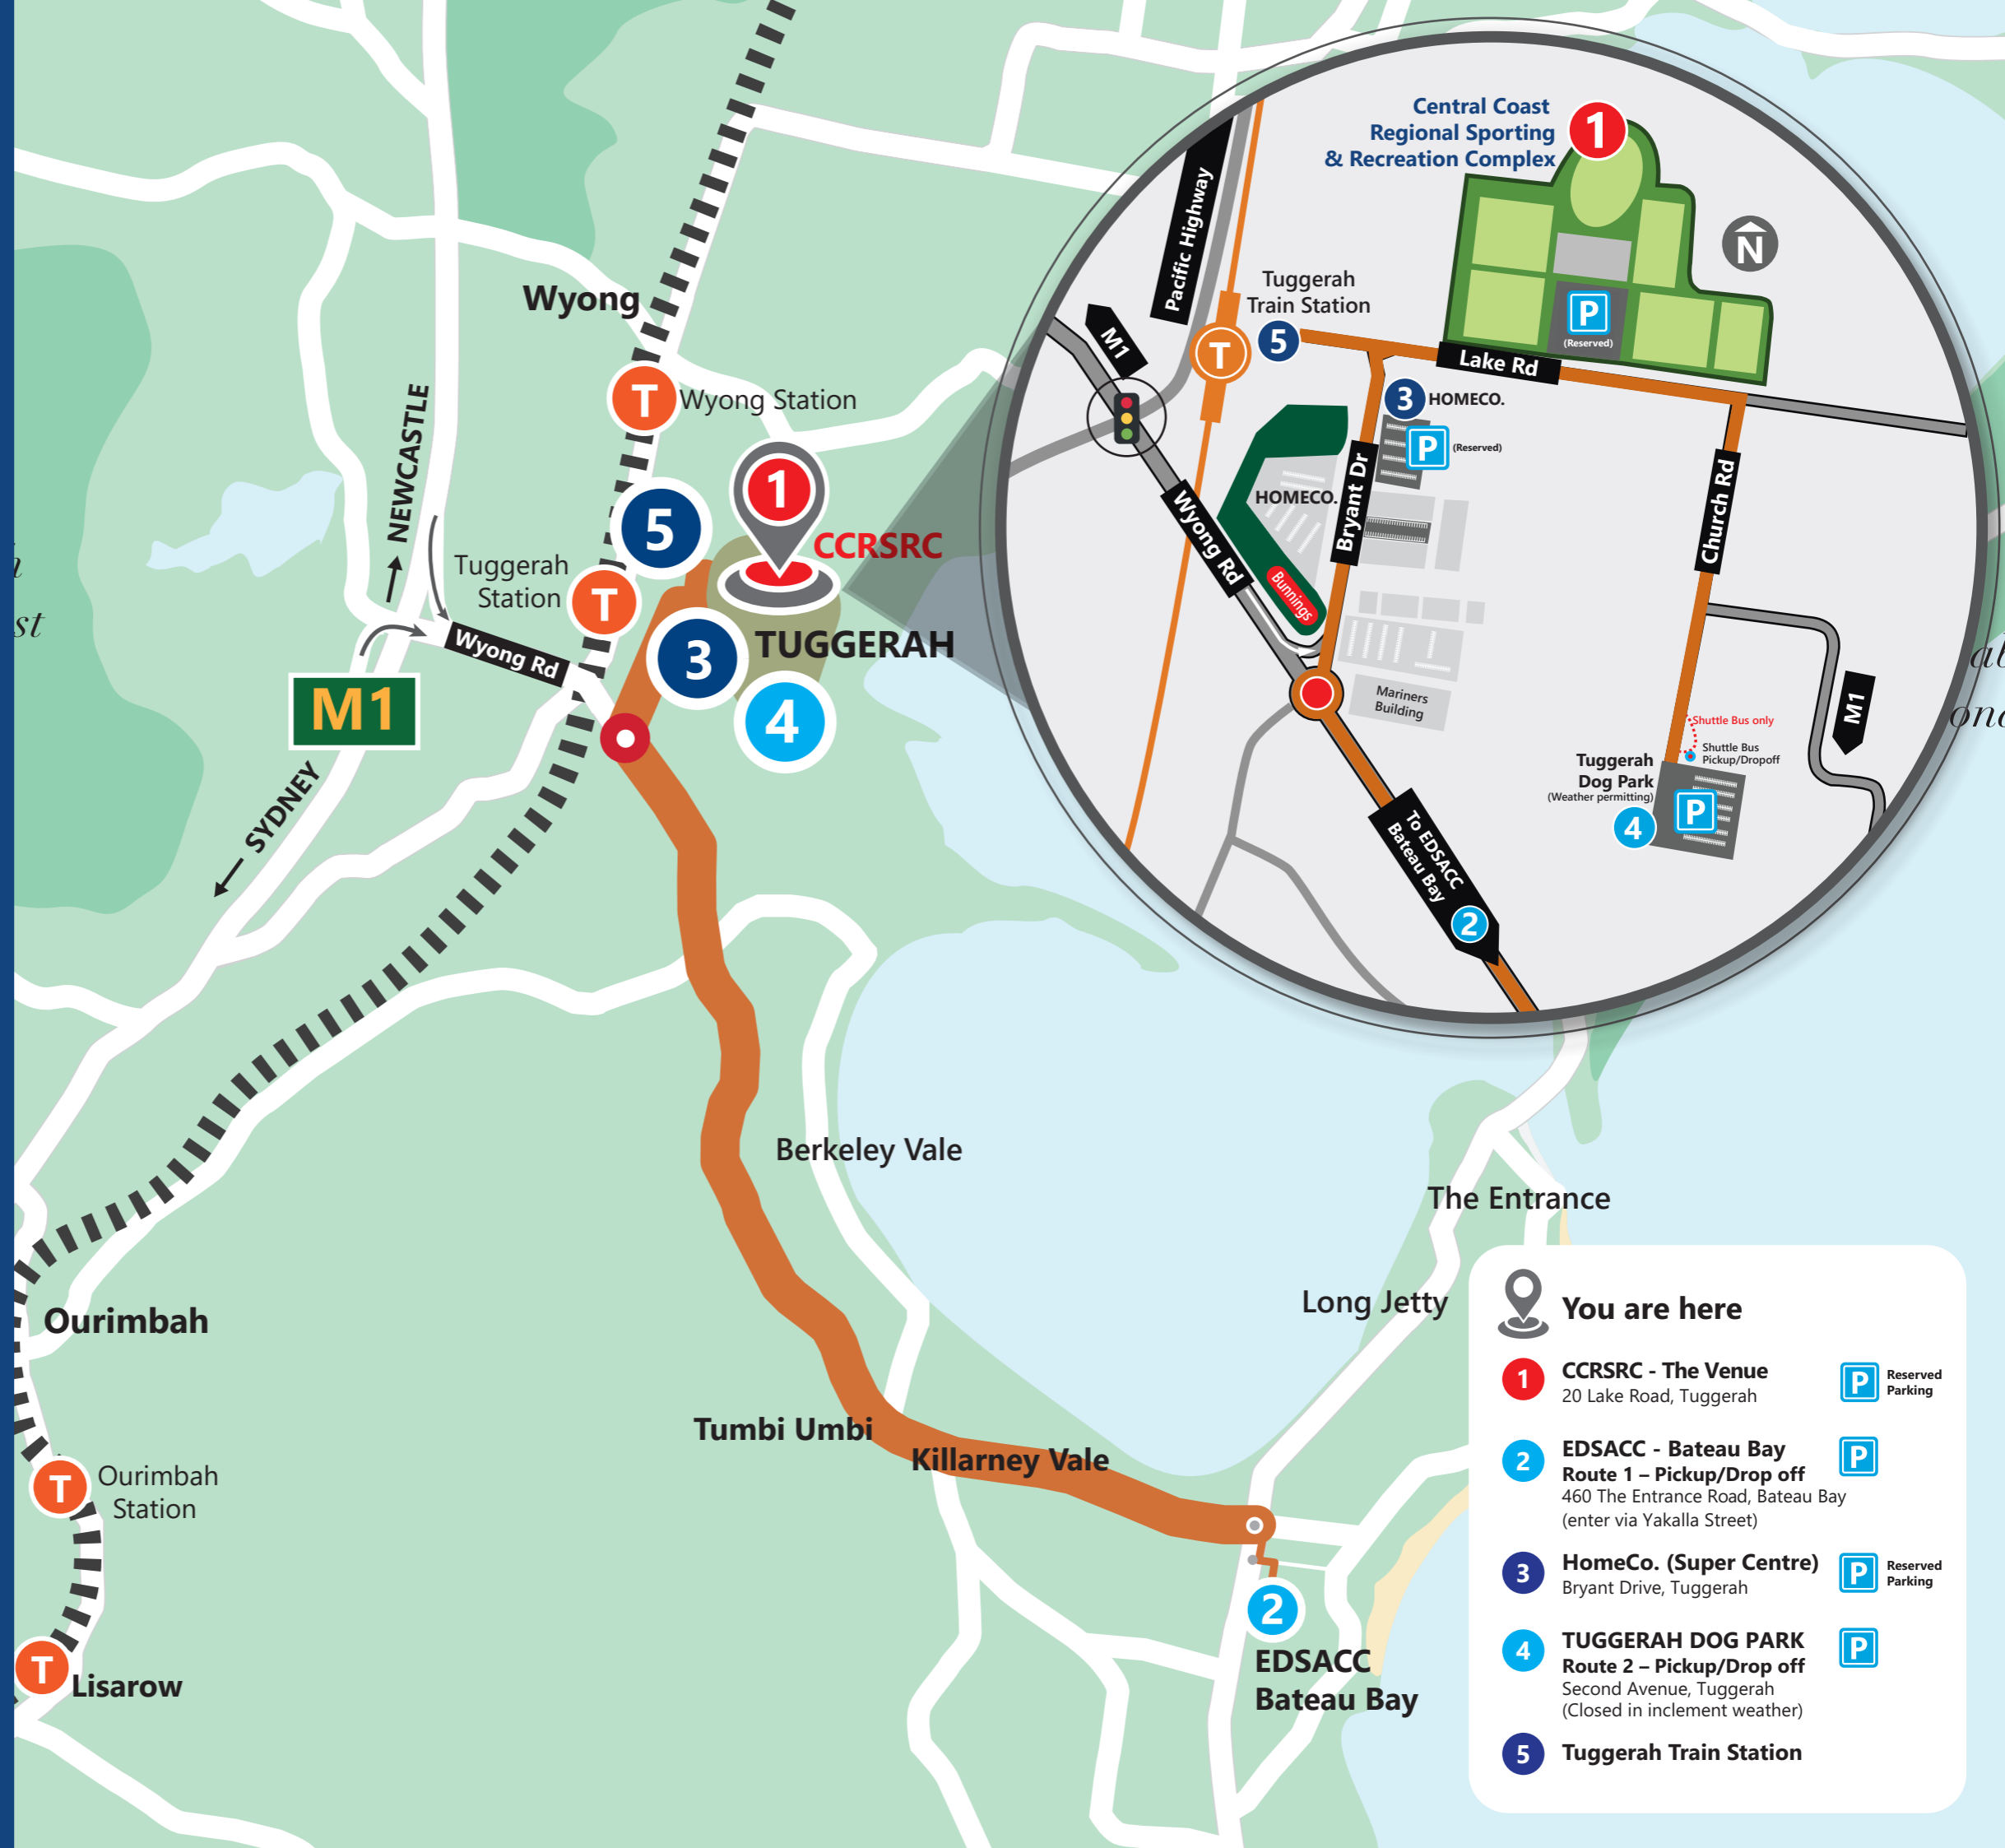 Central Coast
Regional Sporting
& Recreation Complex
1
N
Pacific Highway
Tuggerah
Train Station
5
T
P
(Reserved)
Lake Rd
M1
3
HOMECO.
P
(Reserved)
HOMECO.
Bryant Dr
Wyong Rd
Church Rd
Bunnings
Mariners
Building
M1
Shuttle Bus only
Shuttle Bus
Pickup/Dropoff
Tuggerah
Dog Park
(Weather permitting)
4
P
To EDSACC
Bateau Bay
2
Wyong
T
Wyong Station
NEWCASTLE
1
5
CCRSRC
Tuggerah
Station
T
Wyong Rd
3
TUGGERAH
M1
4
SYDNEY
st
Berkeley Vale
The Entrance
Long Jetty
Ourimbah
Tumbi Umbi
Killarney Vale
T
Ourimbah
Station
T
Lisarow
2
EDSACC
Bateau Bay
You are here
1
CCRSRC - The Venue
20 Lake Road, Tuggerah
P
Reserved
Parking
2
EDSACC - Bateau Bay
Route 1 – Pickup/Drop off
460 The Entrance Road, Bateau Bay
(enter via Yakalla Street)
P
3
HomeCo. (Super Centre)
Bryant Drive, Tuggerah
P
Reserved
Parking
4
TUGGERAH DOG PARK
Route 2 – Pickup/Drop off
Second Avenue, Tuggerah
(Closed in inclement weather)
P
5
Tuggerah Train Station